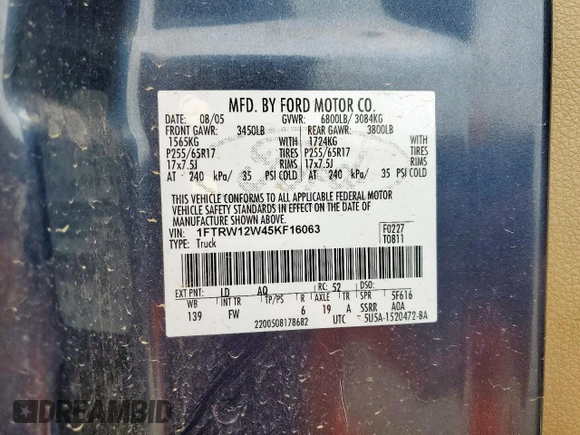 MFD. BY FORD MOTOR CO.
DATE: 08/05 GVWR: 6800LB/ 3084KG
FRONT GAWR: 3450LB REAR GAWR: 3800LB
1565KG WITH 1724KG WITH
P255/65R17 TIRES P255/65R17 TIRES
17x7.5J RIMS 17x7.5J RIMS
AT 240 kPa/ 35 PSI COLD AT 240 kPa/ 35 PSI COLD
THIS VEHICLE CONFORMS TO ALL APPLICABLE FEDERAL MOTOR
VEHICLE SAFETY STANDARDS IN EFFECT ON THE DATE OF
MANUFACTURE SHOWN ABOVE.
VIN: 1FTRW12W45KF16063 F0227
TYPE: Truck T0811
EXT PNT: LD AQ RC: 52 DSO:
WB INT TR TP/PS R AXLE TR SPR 5F616
139 FW 6 19 A SSRR A0A
2200508178682 UTC 5U5A-1520472-BA
Ford
DREAMBID